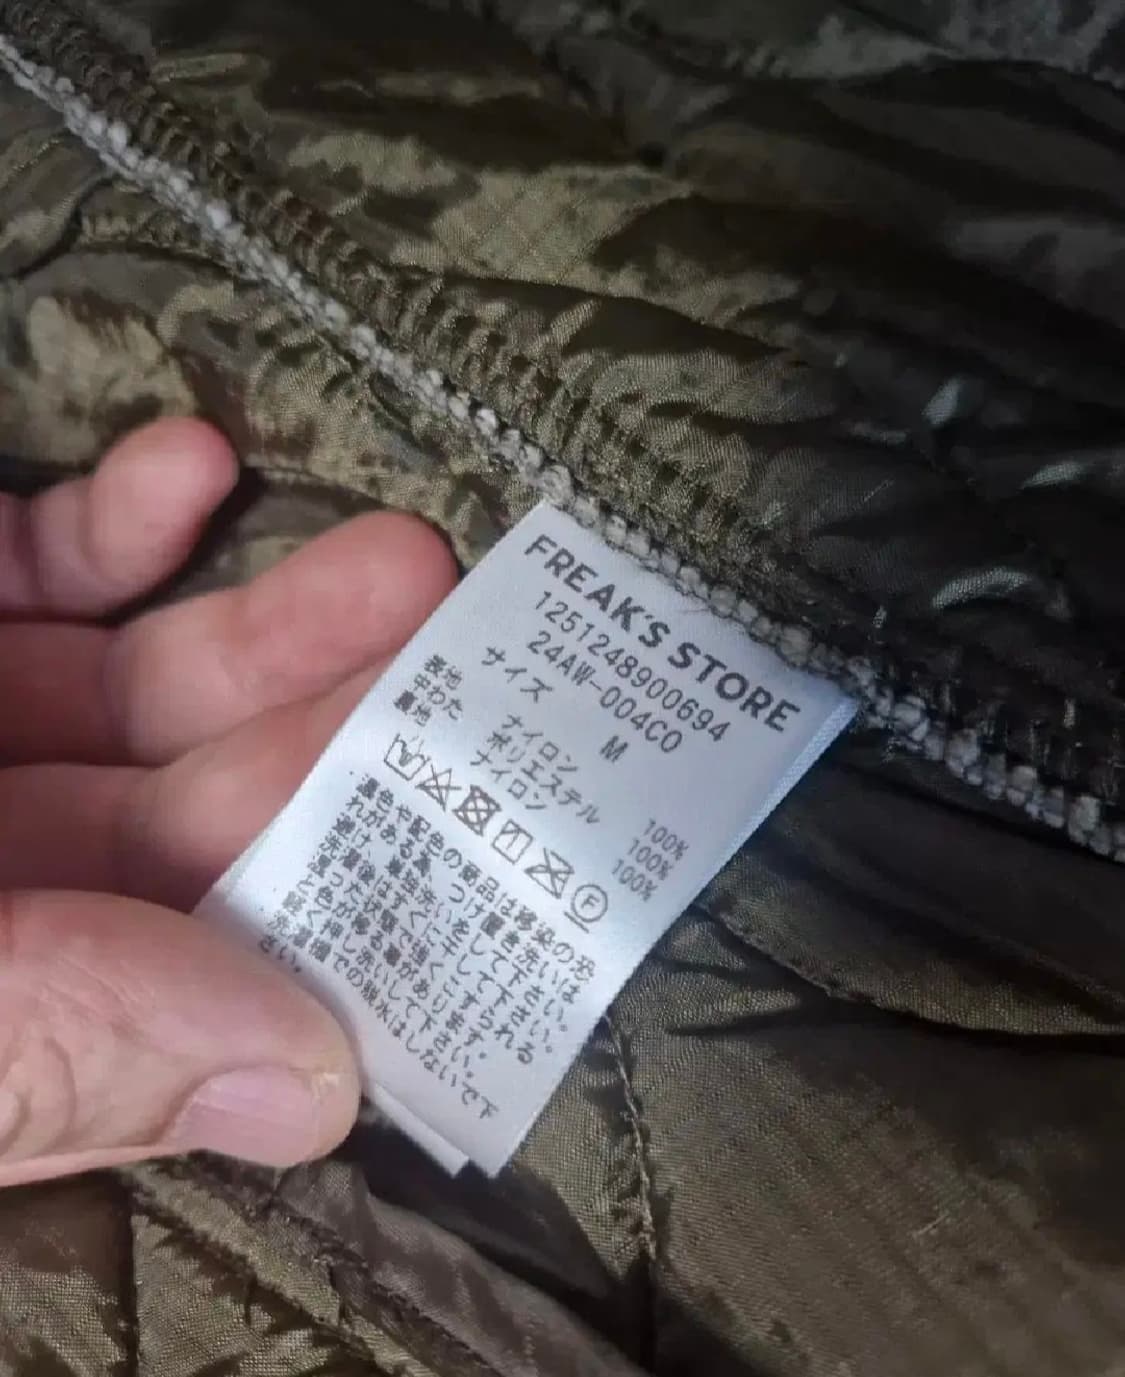 FREAK'S STORE
1251248900694
24AW-004CO
サイズ M
表地 ナイロン 100%
中わた ポリエステル 100%
裏地 ナイロン 100%
F
・濃色や配色の商品は移染の恐
れがある為、つけ置き洗いは
避け、単独洗いをして下さい。
洗濯後はすぐに干して下さい。
湿った状態で強くこすられる
と色が移る事があります。
軽く押し洗いして下さい。
洗濯機での脱水はしないで下
さい。